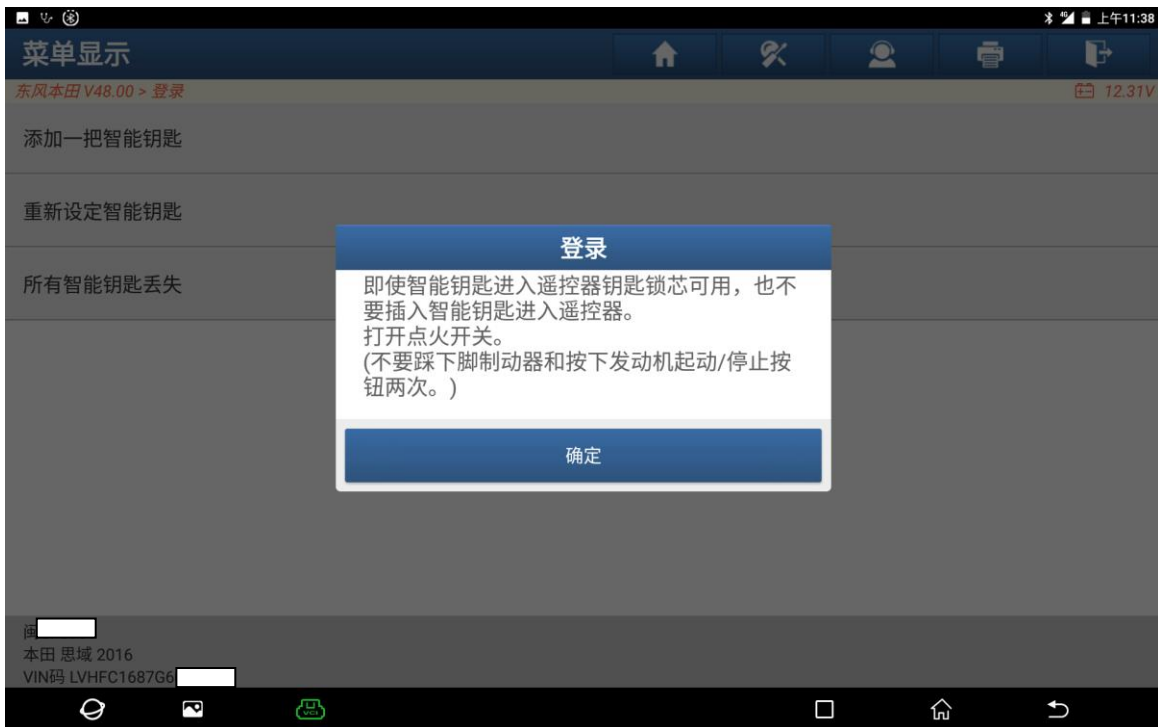 4G 上午11:38
菜单显示
东风本田 V48.00 > 登录 12.31V
添加一把智能钥匙
重新设定智能钥匙
所有智能钥匙丢失
登录
即使智能钥匙进入遥控器钥匙锁芯可用，也不
要插入智能钥匙进入遥控器。
打开点火开关。
(不要踩下脚制动器和按下发动机起动/停止按
钮两次。)
确定
闽
本田 思域 2016
VIN码 LVHFC1687G6
VCI